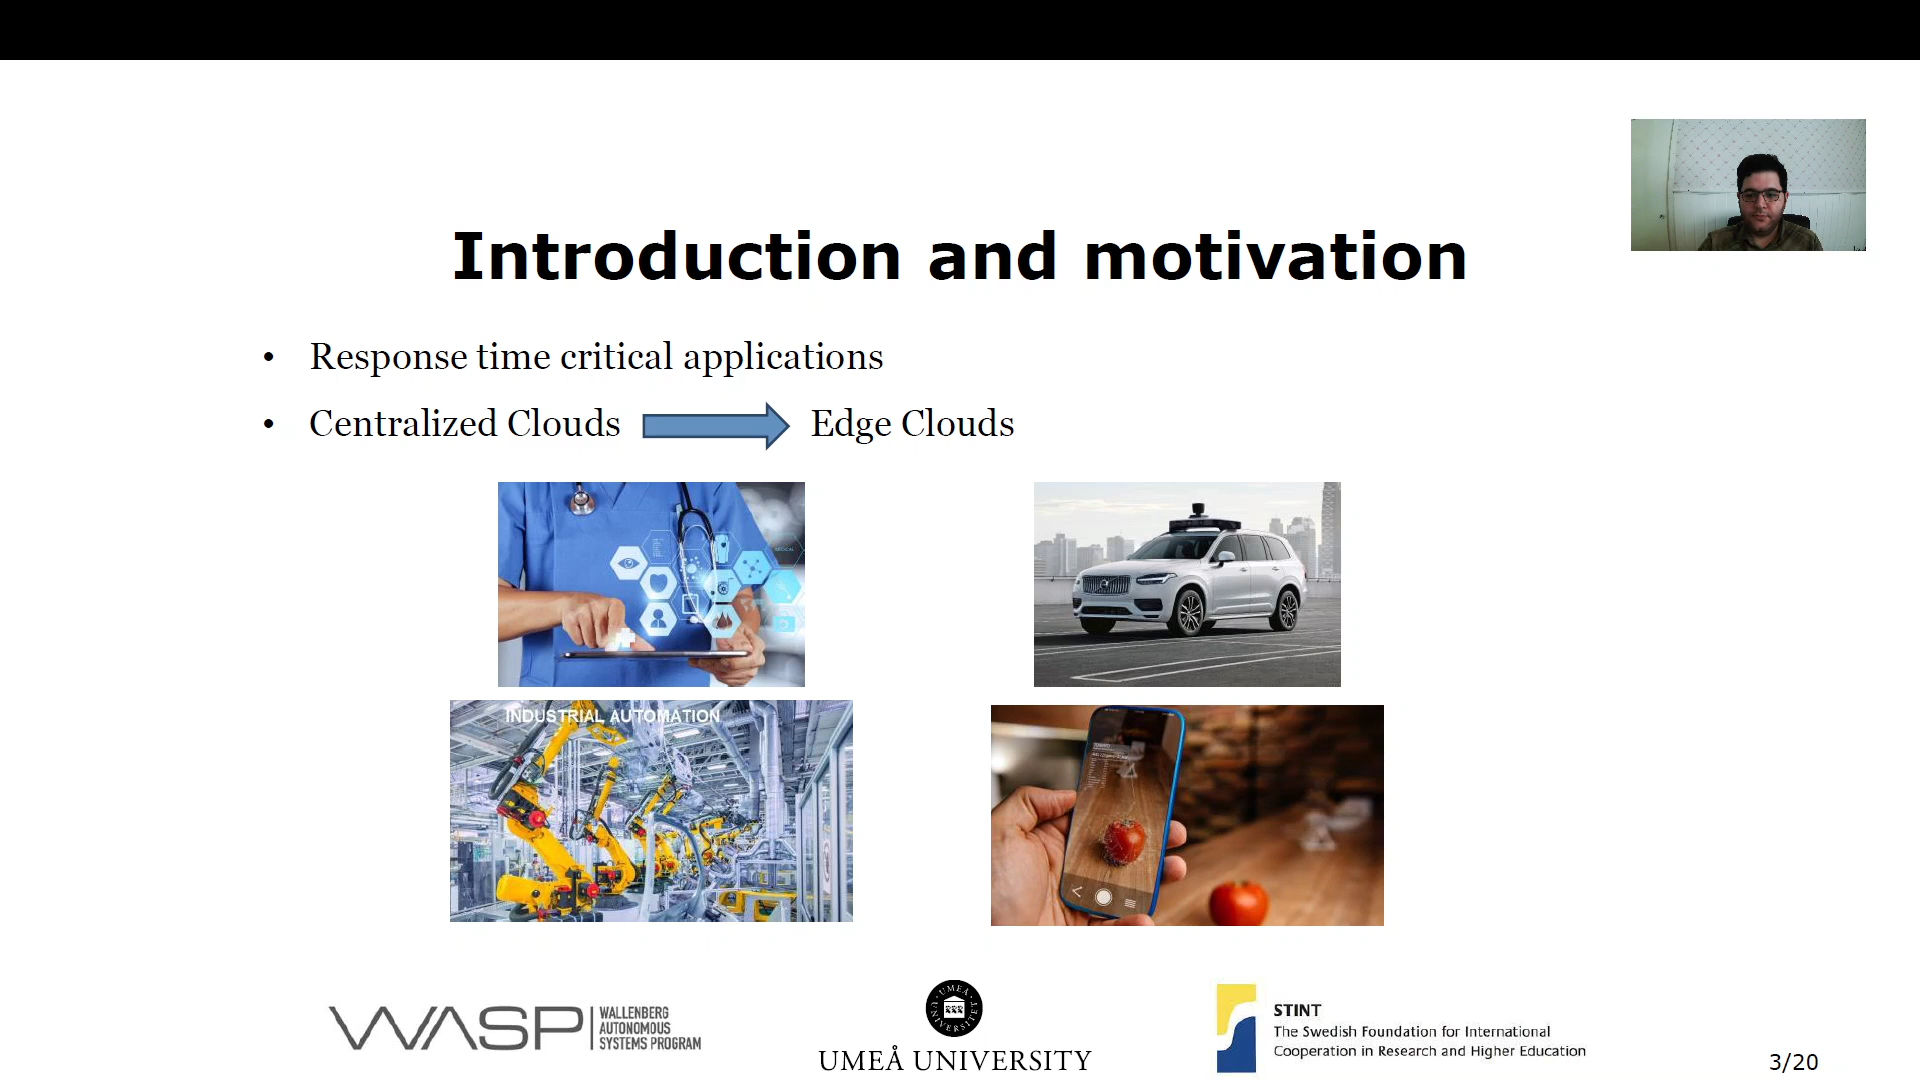 Introduction and motivation
• Response time critical applications
• Centralized Clouds Edge Clouds
INDUSTRIAL AUTOMATION
WASP WALLENBERG
AUTONOMOUS
SYSTEMS PROGRAM
UMEÅ UNIVERSITY
STINT
The Swedish Foundation for International
Cooperation in Research and Higher Education
3/20